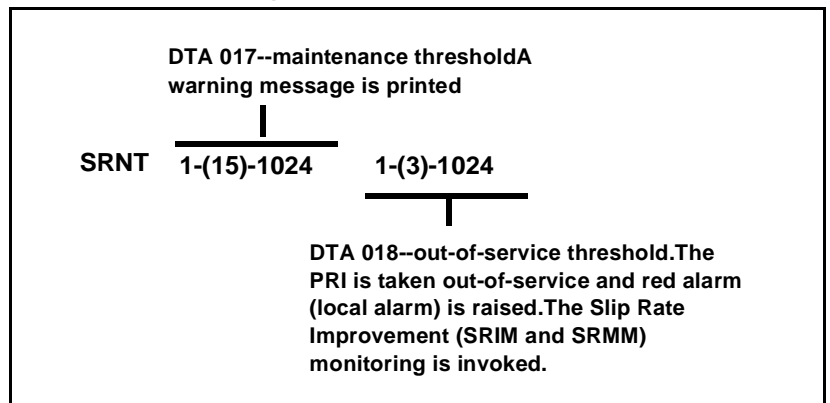 DTA 017--maintenance thresholdA
warning message is printed
SRNT 1-(15)-1024 1-(3)-1024
DTA 018--out-of-service threshold.The
PRI is taken out-of-service and red alarm
(local alarm) is raised.The Slip Rate
Improvement (SRIM and SRMM)
monitoring is invoked.